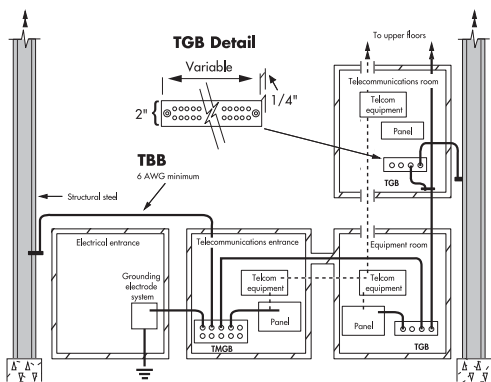 TGB Detail
Variable
2"
1/4"
To upper floors
Telecommunications room
Telcom
equipment
Panel
TGB
TBB
6 AWG minimum
Structural steel
Electrical entrance
Grounding
electrode
system
Telecommunications entrance
Telcom
equipment
Panel
TMGB
Equipment room
Telcom
equipment
Panel
TGB